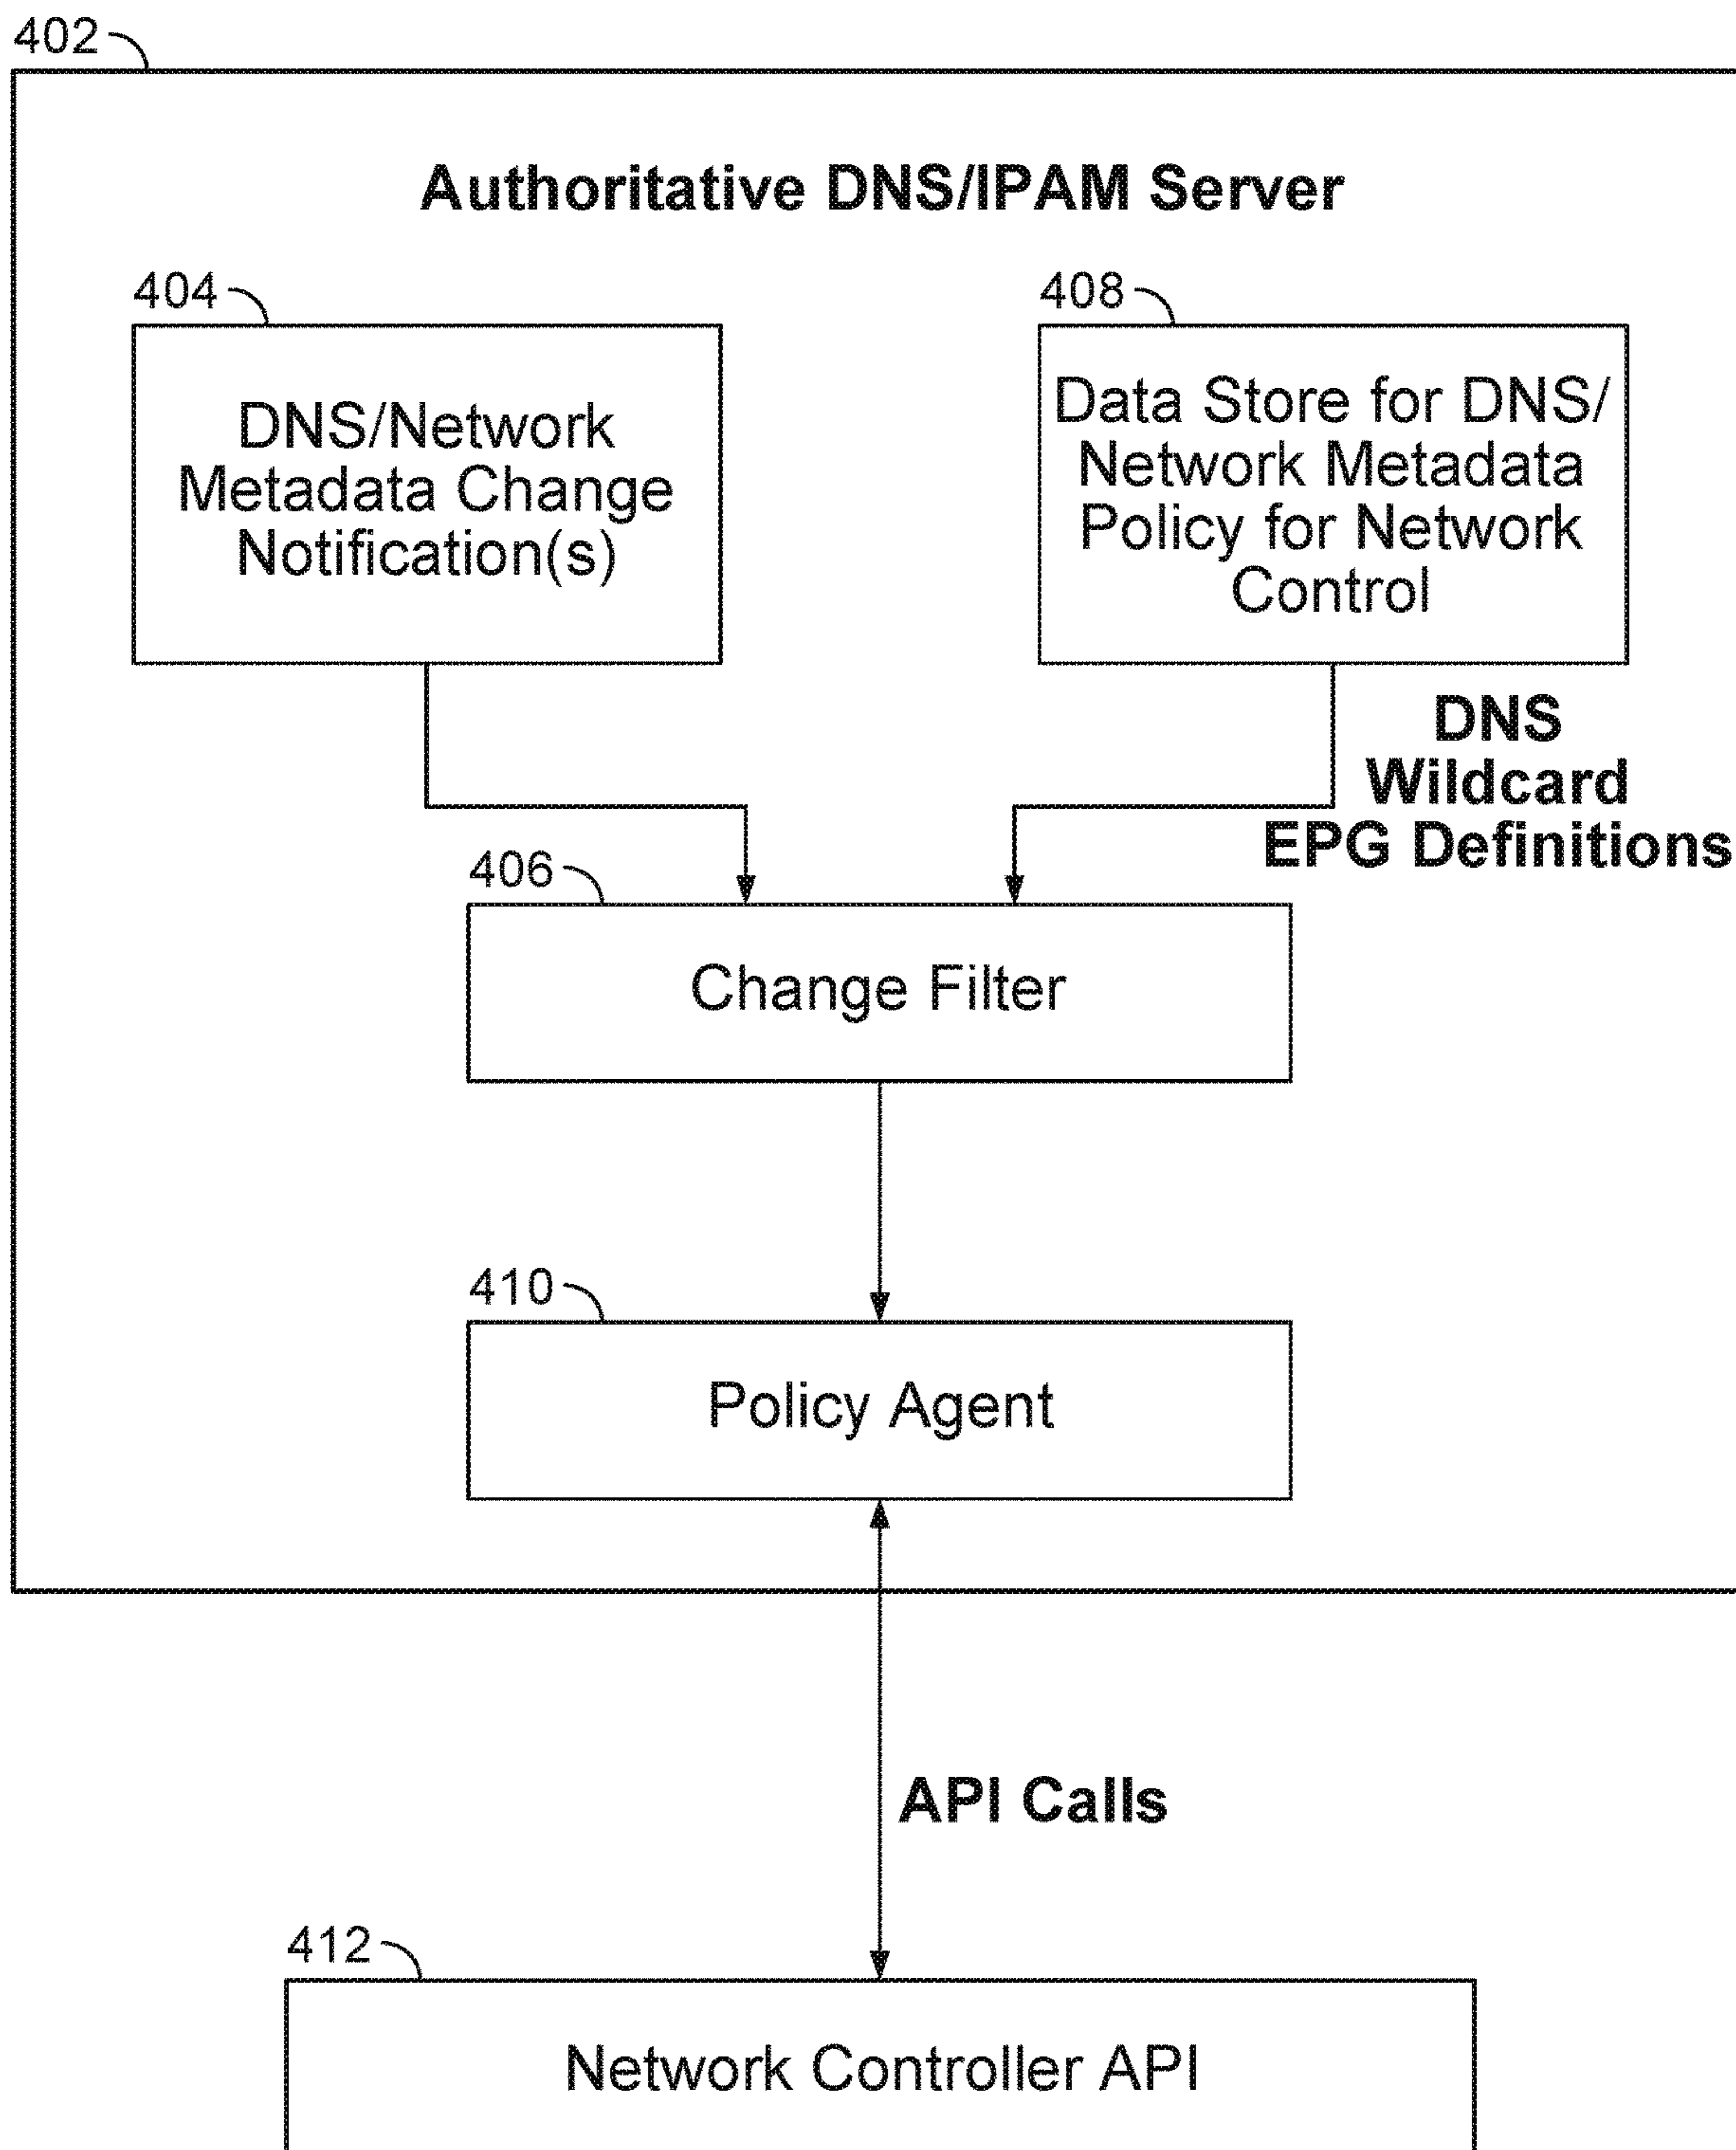 402
Authoritative DNS/IPAM Server
404
408
DNS/Network
Metadata Change
Notification(s)
Data Store for DNS/
Network Metadata
Policy for Network
Control
DNS
Wildcard
EPG Definitions
406
Change Filter
410
Policy Agent
API Calls
412
Network Controller API